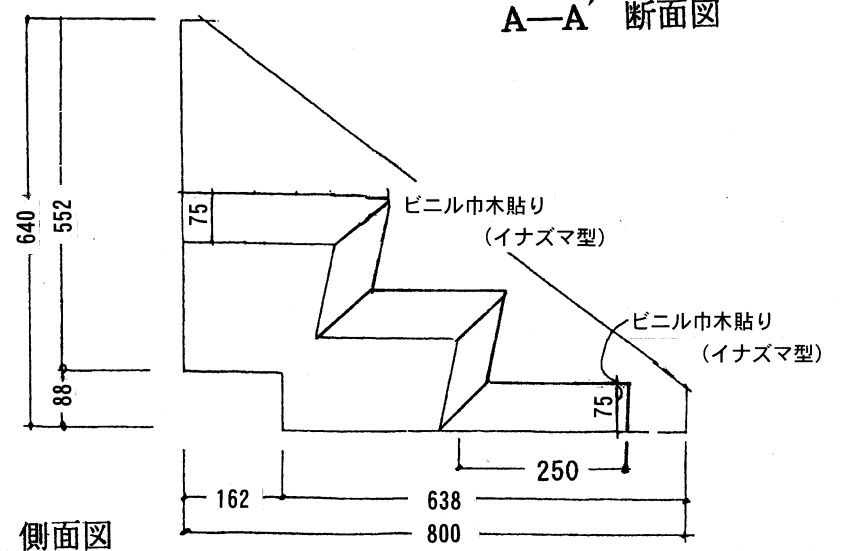 A—A′ 断面図
640
552
75
ビニル巾木貼り
(イナズマ型)
ビニル巾木貼り
(イナズマ型)
88
75
250
162
638
800
側面図